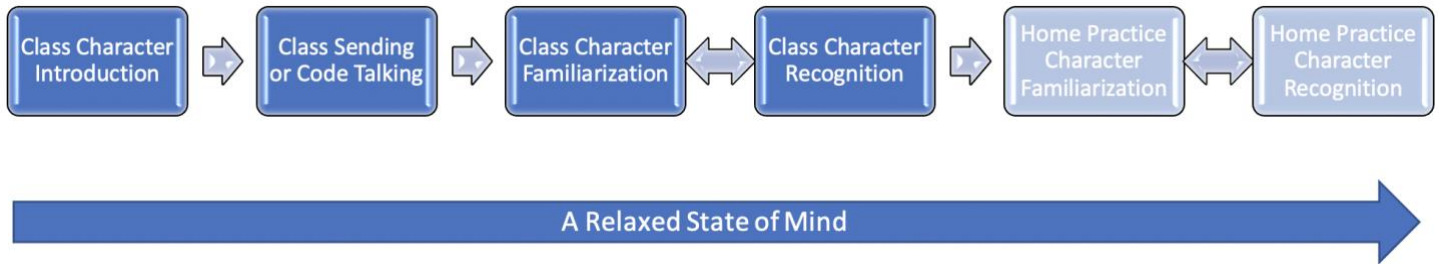 Class Character
Introduction
Class Sending
or Code Talking
Class Character
Familiarization
Class Character
Recognition
Home Practice
Character
Familiarization
Home Practice
Character
Recognition
A Relaxed State of Mind